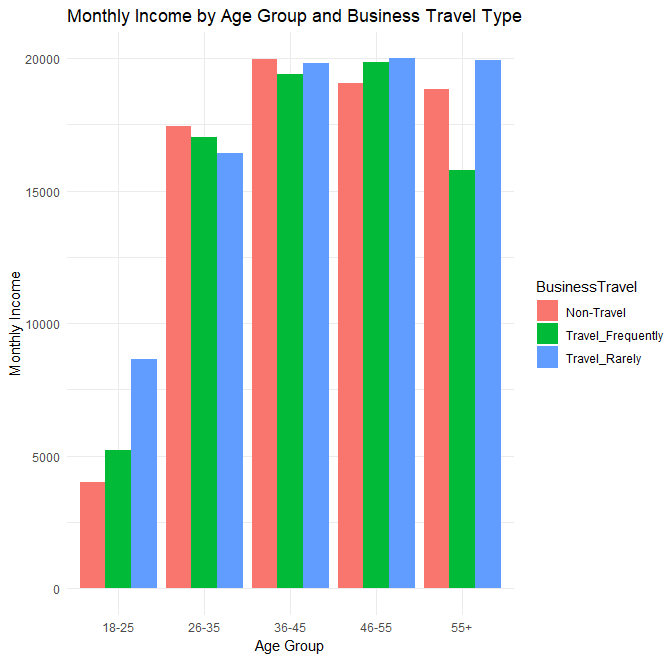 Monthly Income by Age Group and Business Travel Type
Monthly Income
20000
15000
10000
5000
0
18-25
26-35
36-45
46-55
55+
Age Group
BusinessTravel
Non-Travel
Travel_Frequently
Travel_Rarely